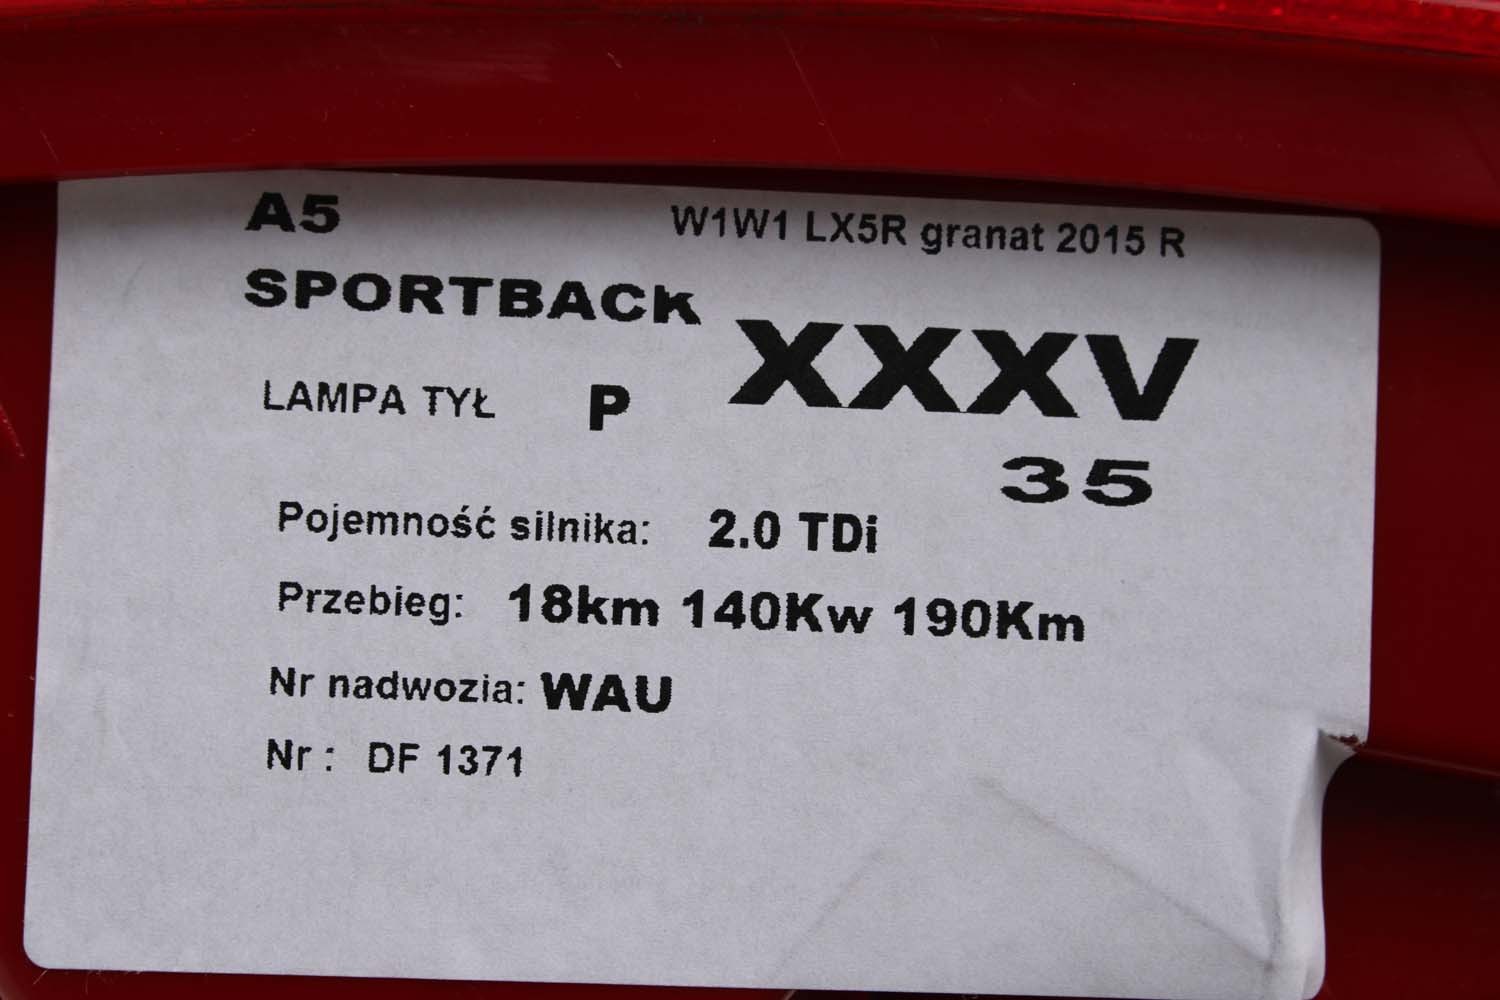 A5
W1W1 LX5R granat 2015 R
SPORTBACK
XXXV
LAMPA TYŁ P
35
Pojemność silnika: 2.0 TDi
Przebieg: 18km 140Kw 190Km
Nr nadwozia: WAU
Nr : DF 1371